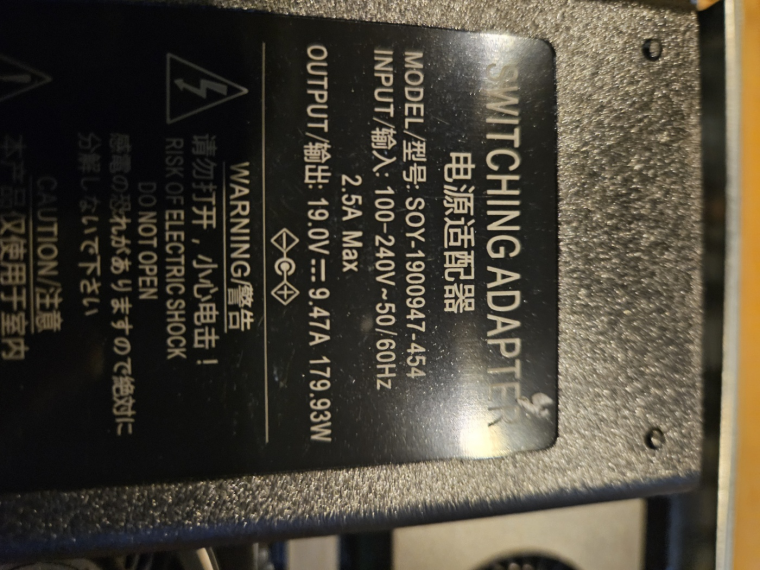 SWITCHING ADAPTER
电源适配器
MODEL/型号: SOY-1900947-454
INPUT/输入: 100-240V~50/60Hz
2.5A Max
OUTPUT/输出: 19.0V⎓9.47A 179.93W
WARNING/警告
请勿打开，小心电击！
RISK OF ELECTRIC SHOCK
DO NOT OPEN
感電の恐れがありますので絶対に
分解しないで下さい
CAUTION/注意
本产品仅使用于室内